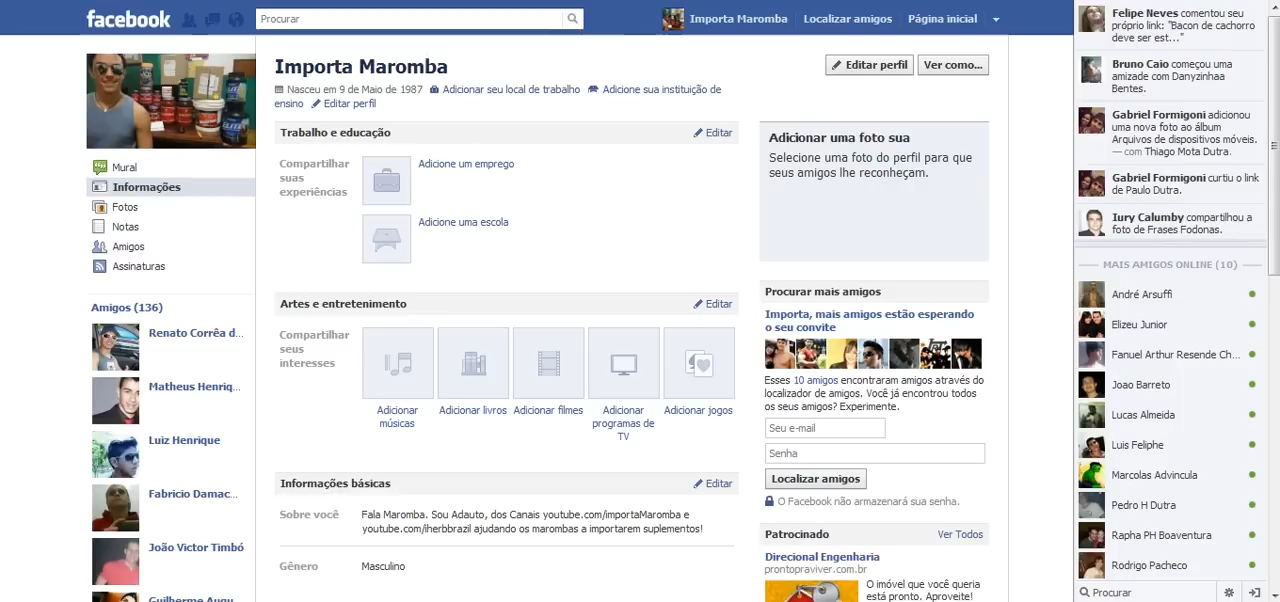 facebook
Procurar
Importa Maromba
Localizar amigos
Página inicial
Importa Maromba
Editar perfil
Ver como...
Nasceu em 9 de Maio de 1987 Adicionar seu local de trabalho Adicione sua instituição de
ensino Editar perfil
Mural
Informações
Fotos
Notas
Amigos
Assinaturas
Amigos (136)
Renato Corrêa d...
Matheus Henriq...
Luiz Henrique
Fabricio Damac...
João Victor Timbó
Guilherme Augu
Trabalho e educação
Editar
Compartilhar
suas
experiências
Adicione um emprego
Adicione uma escola
Artes e entretenimento
Editar
Compartilhar
seus
interesses
Adicionar
músicas
Adicionar livros
Adicionar filmes
Adicionar
programas de
TV
Adicionar jogos
Informações básicas
Editar
Sobre você
Fala Maromba. Sou Adauto, dos Canais youtube.com/importaMaromba e
youtube.com/iherbbrazil ajudando os marombas a importarem suplementos!
Gênero
Masculino
Adicionar uma foto sua
Selecione uma foto do perfil para que
seus amigos lhe reconheçam.
Procurar mais amigos
Importa, mais amigos estão esperando
o seu convite
Esses 10 amigos encontraram amigos através do
localizador de amigos. Você já encontrou todos
os seus amigos? Experimente.
Seu e-mail
Senha
Localizar amigos
O Facebook não armazenará sua senha.
Patrocinado
Ver Todos
Direcional Engenharia
prontopraviver.com.br
O imóvel que você queria
está pronto. Aproveite!
Felipe Neves comentou seu
próprio link: "Bacon de cachorro
deve ser est..."
Bruno Caio começou uma
amizade com Danyzinhaa
Bentes.
Gabriel Formigoni adicionou
uma nova foto ao álbum
Arquivos de dispositivos móveis.
— com Thiago Mota Dutra.
Gabriel Formigoni curtiu o link
de Paulo Dutra.
Iury Calumby compartilhou a
foto de Frases Fodonas.
MAIS AMIGOS ONLINE (10)
André Arsuffi
Elizeu Junior
Fanuel Arthur Resende Ch...
Joao Barreto
Lucas Almeida
Luis Feliphe
Marcolas Advincula
Pedro H Dutra
Rapha PH Boaventura
Rodrigo Pacheco
Procurar